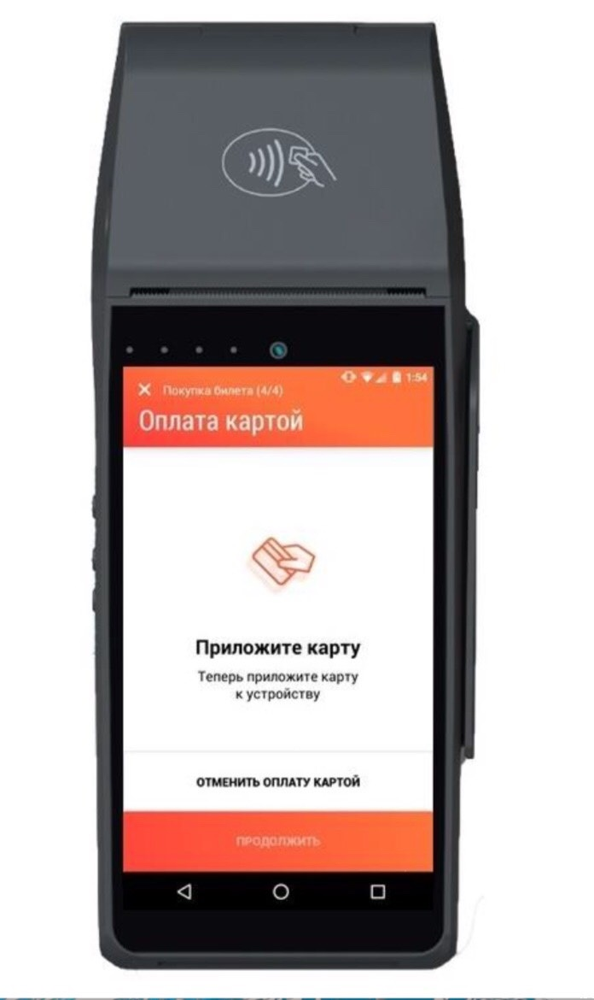 1:54
Покупка билета (4/4)
Оплата картой
Приложите карту
Теперь приложите карту
к устройству
ОТМЕНИТЬ ОПЛАТУ КАРТОЙ
ПРОДОЛЖИТЬ